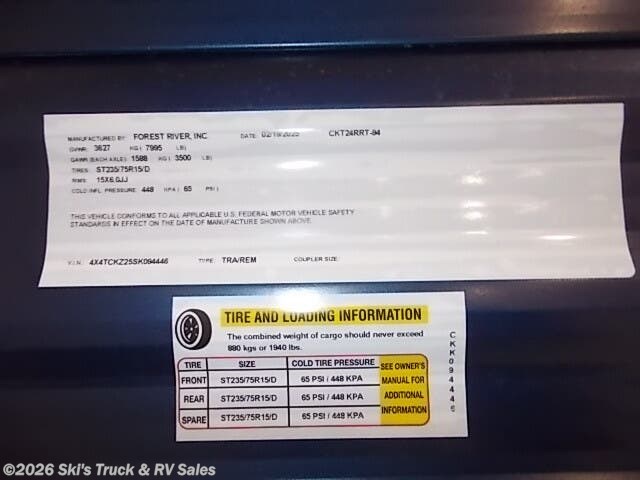 MANUFACTURED BY: FOREST RIVER, INC. DATE: 02/19/2025 CKT24RRT-94
GVWR: 3627 KG ( 7995 LB)
GAWR (EACH AXLE): 1588 KG ( 3500 LB)
TIRES: ST235/75R15/D
RIMS: 15X6.0JJ
COLD INFL. PRESSURE: 448 KPA ( 65 PSI )
THIS VEHICLE CONFORMS TO ALL APPLICABLE U.S. FEDERAL MOTOR VEHICLE SAFETY
STANDARDS IN EFFECT ON THE DATE OF MANUFACTURE SHOWN ABOVE.
V.I.N. 4X4TCKZ25SK094446 TYPE: TRA/REM COUPLER SIZE:
TIRE AND LOADING INFORMATION
The combined weight of cargo should never exceed
880 kgs or 1940 lbs.
TIRE SIZE COLD TIRE PRESSURE SEE OWNER'S
FRONT ST235/75R15/D 65 PSI / 448 KPA MANUAL FOR
REAR ST235/75R15/D 65 PSI / 448 KPA ADDITIONAL
SPARE ST235/75R15/D 65 PSI / 448 KPA INFORMATION
CKK094446
©2026 Ski's Truck & RV Sales